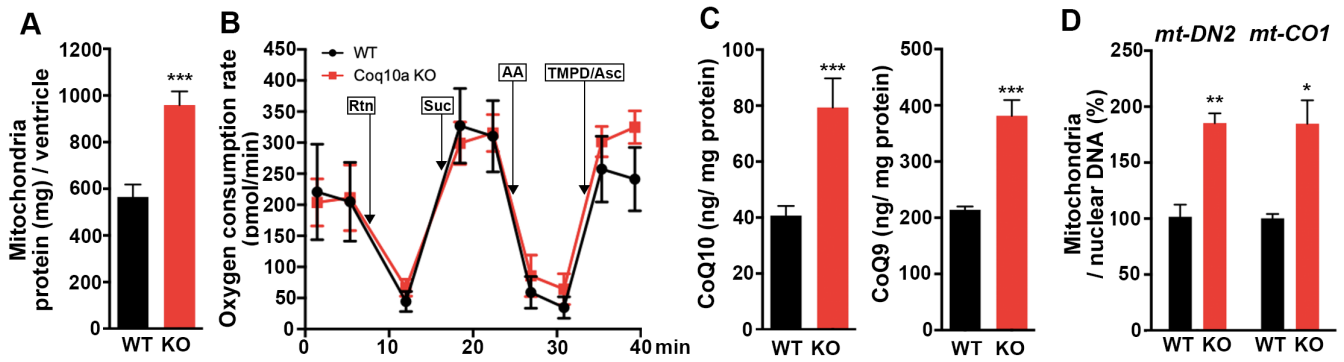 A
Mitochondria
protein (mg) / ventricle
1200
1000
800
600
400
200
0
***
WT KO
B
Oxygen consumption rate
(pmol/min)
450
400
350
300
250
200
150
100
50
0
WT
Coq10a KO
Rtn
Suc
AA
TMPD/Asc
0 10 20 30 40 min
C
CoQ10 (ng/ mg protein)
100
80
60
40
20
0
***
WT KO
CoQ9 (ng/ mg protein)
500
400
300
200
100
0
***
WT KO
D
mt-DN2 mt-CO1
Mitochondria
/ nuclear DNA (%)
250
200
150
100
50
0
**
*
WT KO WT KO